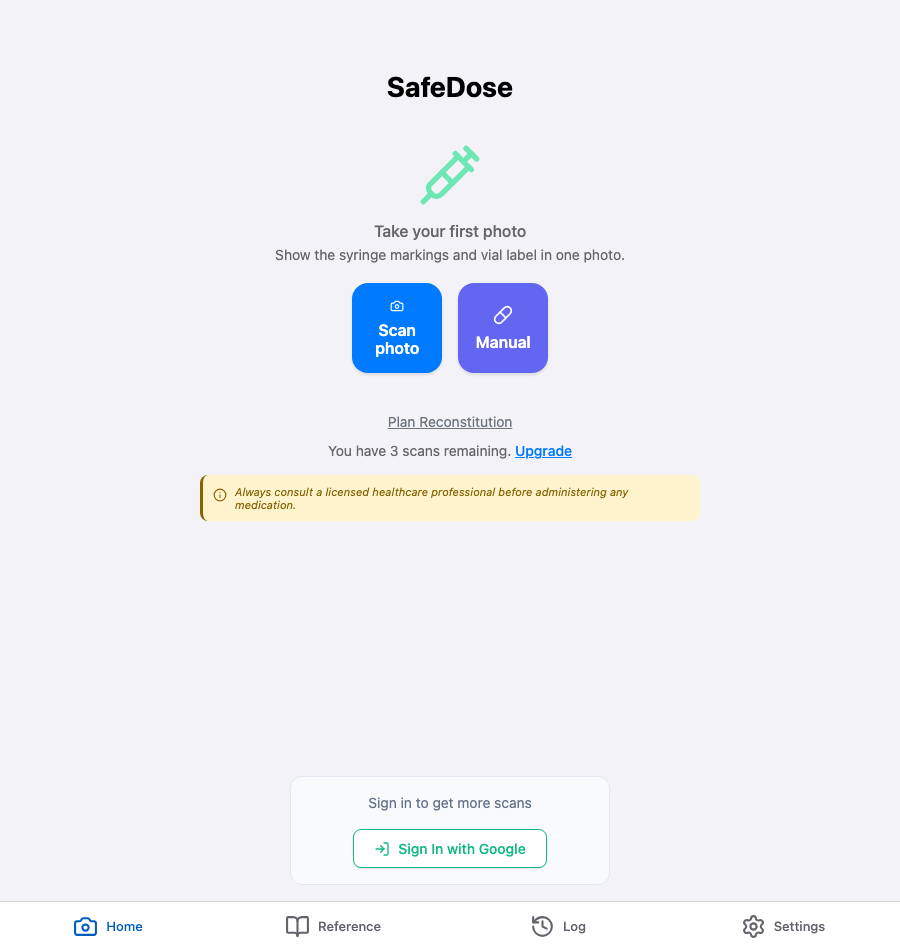 SafeDose
Take your first photo
Show the syringe markings and vial label in one photo.
Scan
photo
Manual
Plan Reconstitution
You have 3 scans remaining. Upgrade
Always consult a licensed healthcare professional before administering any
medication.
Sign in to get more scans
Sign In with Google
Home
Reference
Log
Settings